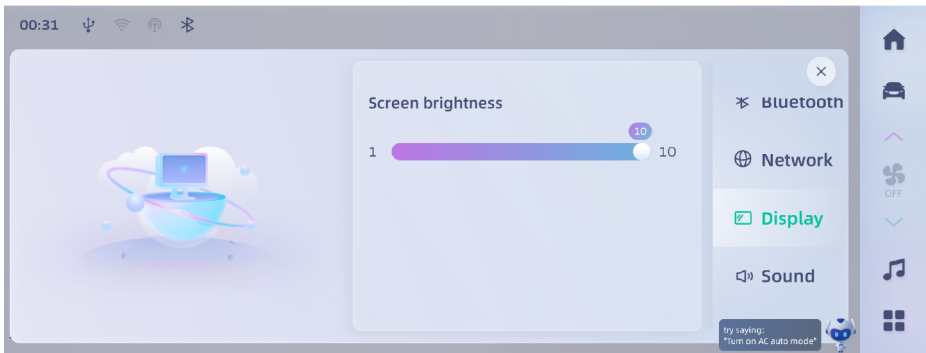 00:31
Screen brightness
10
1
10
Bluetooth
Network
Display
Sound
try saying:
"Turn on AC auto mode"
OFF